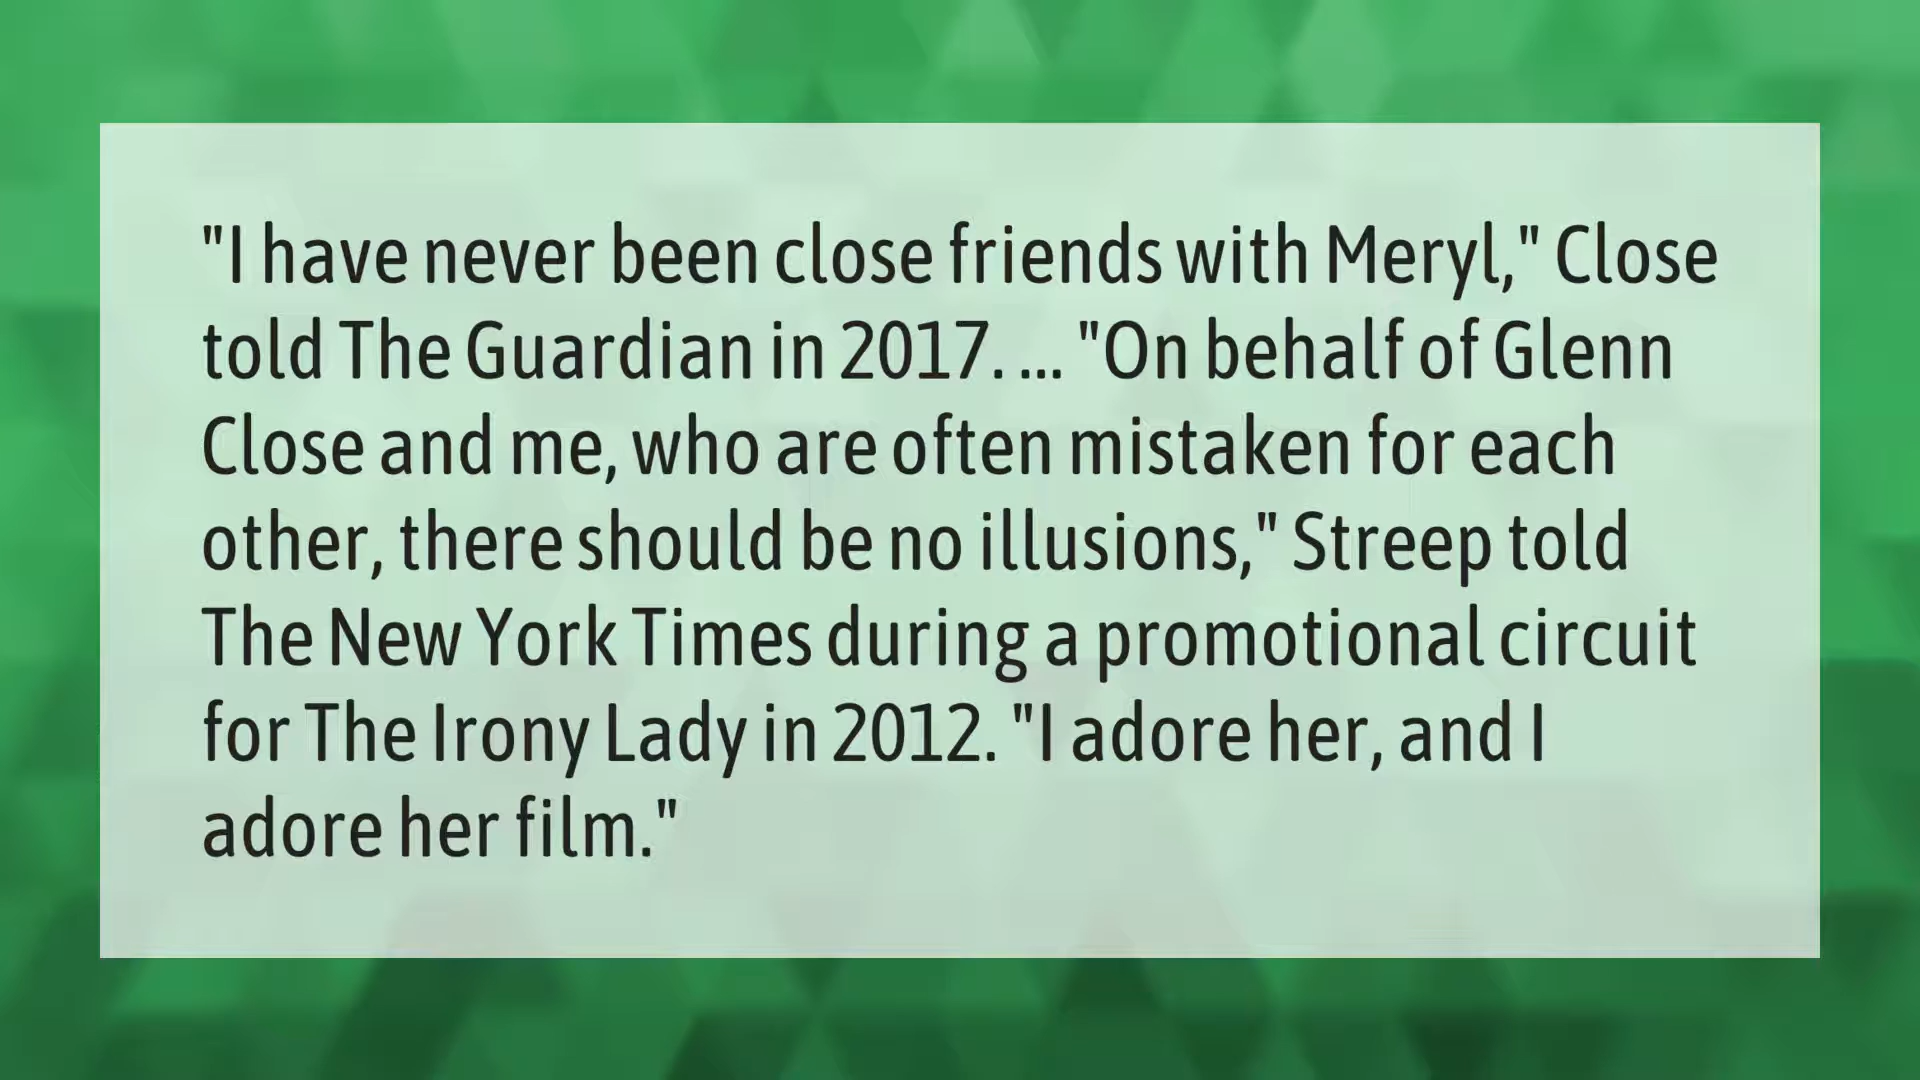 "I have never been close friends with Meryl," Close
told The Guardian in 2017. ... "On behalf of Glenn
Close and me, who are often mistaken for each
other, there should be no illusions," Streep told
The New York Times during a promotional circuit
for The Irony Lady in 2012. "I adore her, and I
adore her film."